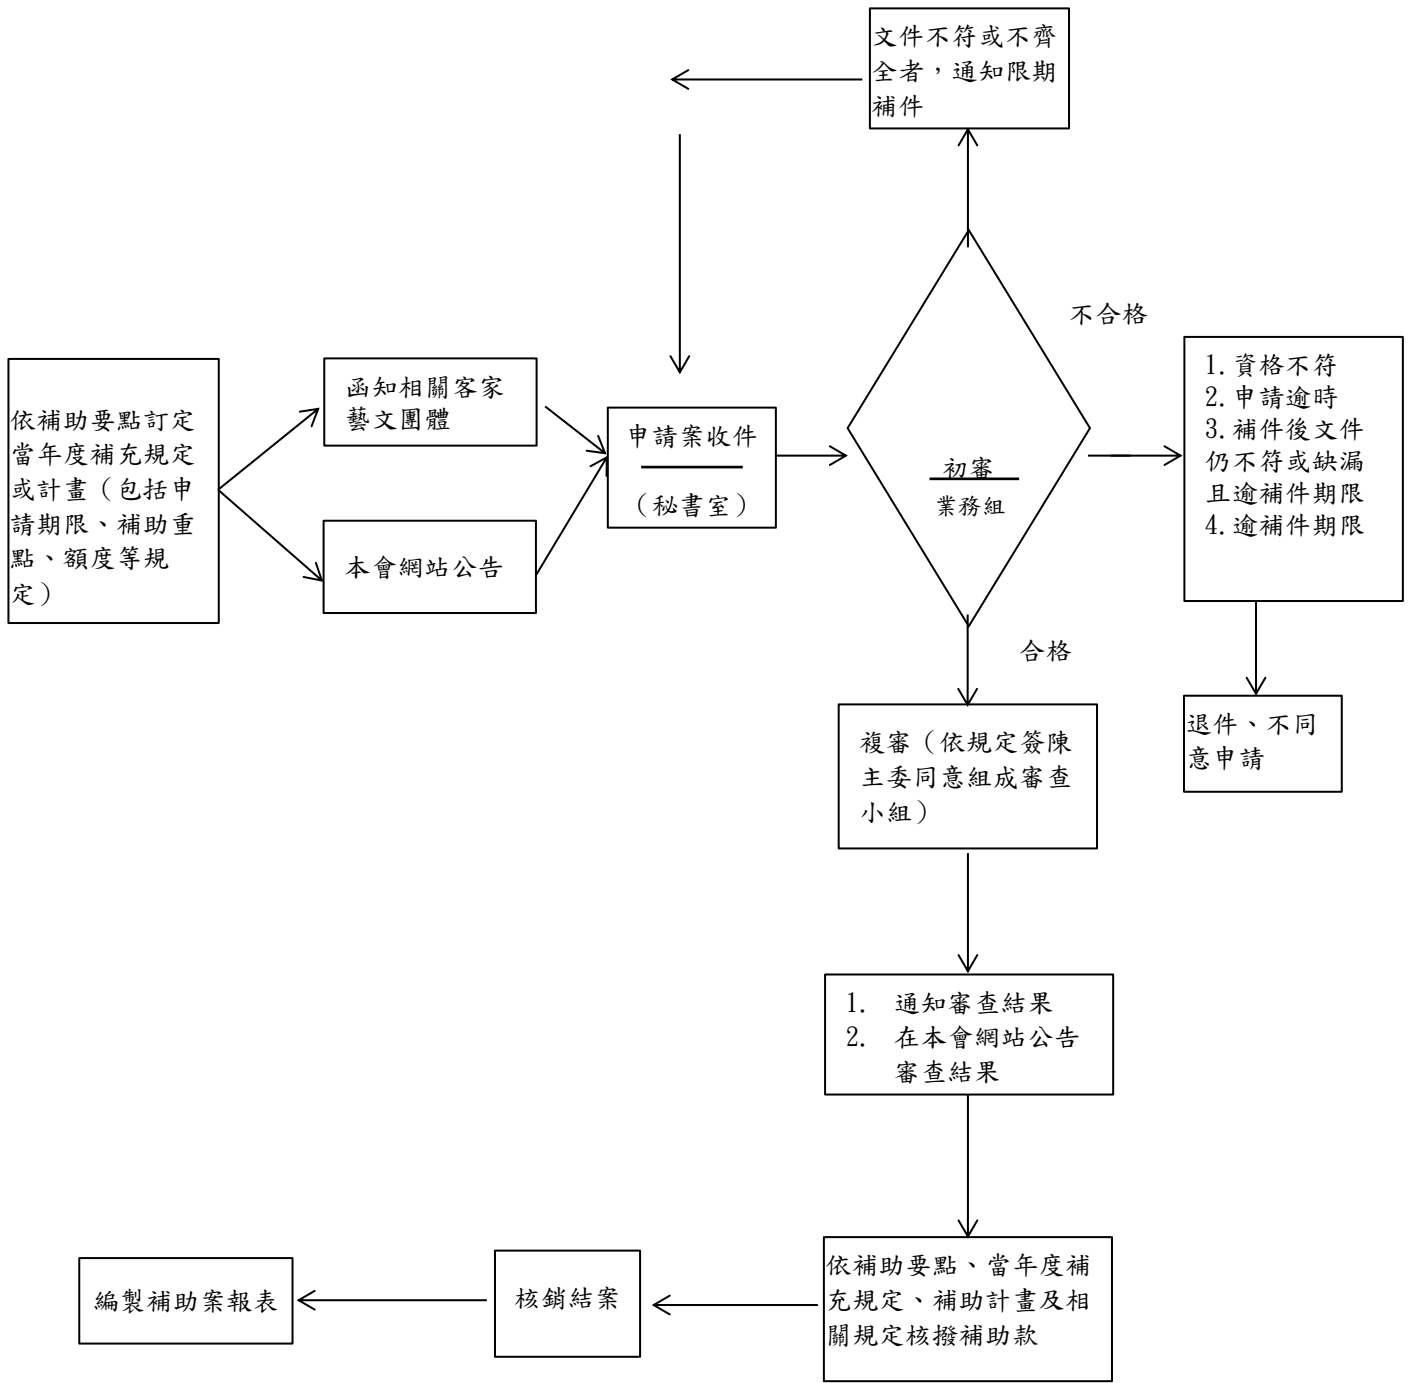 文件不符或不齊
全者，通知限期
補件
不合格
依補助要點訂定
當年度補充規定
或計畫（包括申
請期限、補助重
點、額度等規
定）
函知相關客家
藝文團體
本會網站公告
申請案收件
（秘書室）
初審
業務組
1.資格不符
2.申請逾時
3.補件後文件
仍不符或缺漏
且逾補件期限
4.逾補件期限
合格
退件、不同
意申請
複審（依規定簽陳
主委同意組成審查
小組）
1. 通知審查結果
2. 在本會網站公告
審查結果
依補助要點、當年度補
充規定、補助計畫及相
關規定核撥補助款
核銷結案
編製補助案報表